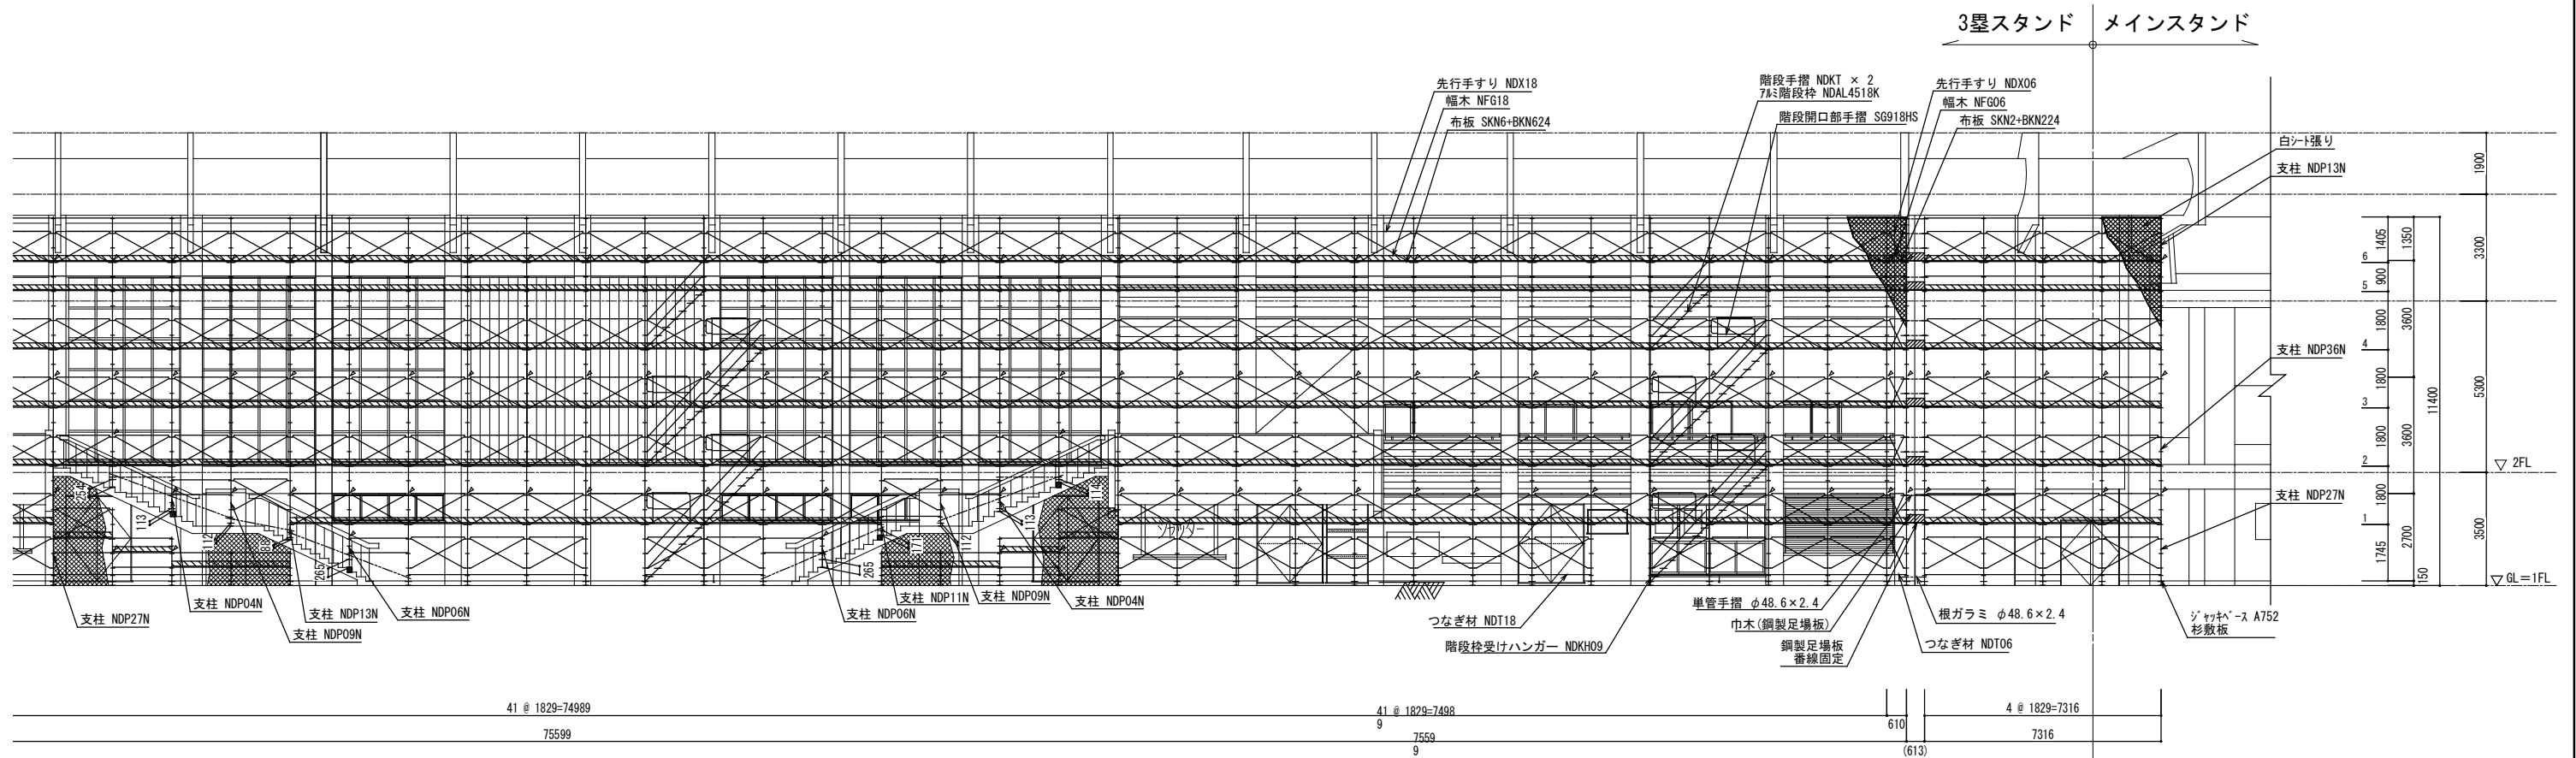 3塁スタンド
メインスタンド
先行手すり NDX18
幅木 NFG18
布板 SKN6+BKN624
階段手摺 NDKT × 2
ｱﾙﾐ階段枠 NDAL4518K
階段開口部手摺 SG918HS
先行手すり NDX06
幅木 NFG06
布板 SKN2+BKN224
白ｼｰﾄ張り
支柱 NDP13N
支柱 NDP36N
支柱 NDP27N
1900
3300
5300
3500
1405
900
1800
1800
1800
1800
1745
1350
3600
3600
2700
150
11400
6
5
4
3
2
1
▽ 2FL
▽ GL=1FL
254
113
112
88
265
265
171
112
113
114
シャッター
支柱 NDP27N
支柱 NDP04N
支柱 NDP09N
支柱 NDP13N
支柱 NDP06N
支柱 NDP06N
支柱 NDP11N
支柱 NDP09N
支柱 NDP04N
つなぎ材 NDT18
階段枠受けハンガー NDKH09
単管手摺 φ48.6×2.4
巾木(鋼製足場板)
鋼製足場板
番線固定
根ガラミ φ48.6×2.4
つなぎ材 NDT06
ｼﾞｬｯｷﾍﾞｰｽ A752
杉敷板
41 @ 1829=74989
41 @ 1829=7498
9
610
4 @ 1829=7316
75599
7559
9
(613)
7316